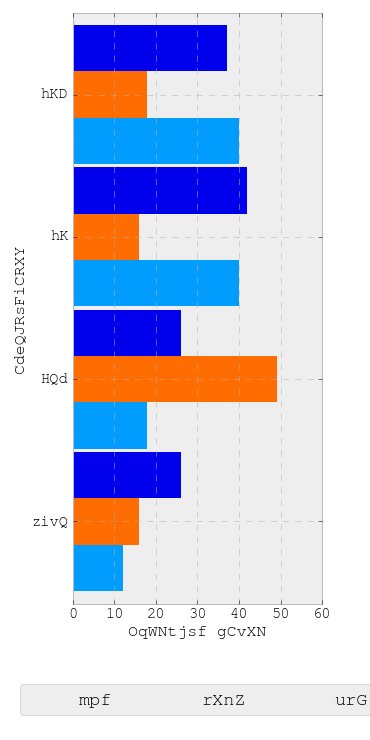 CdeQJRsFiCRXY
hKD
hK
HQd
zivQ
0 10 20 30 40 50 60
OqWNtjsf gCvXN
mpf rXnZ urG